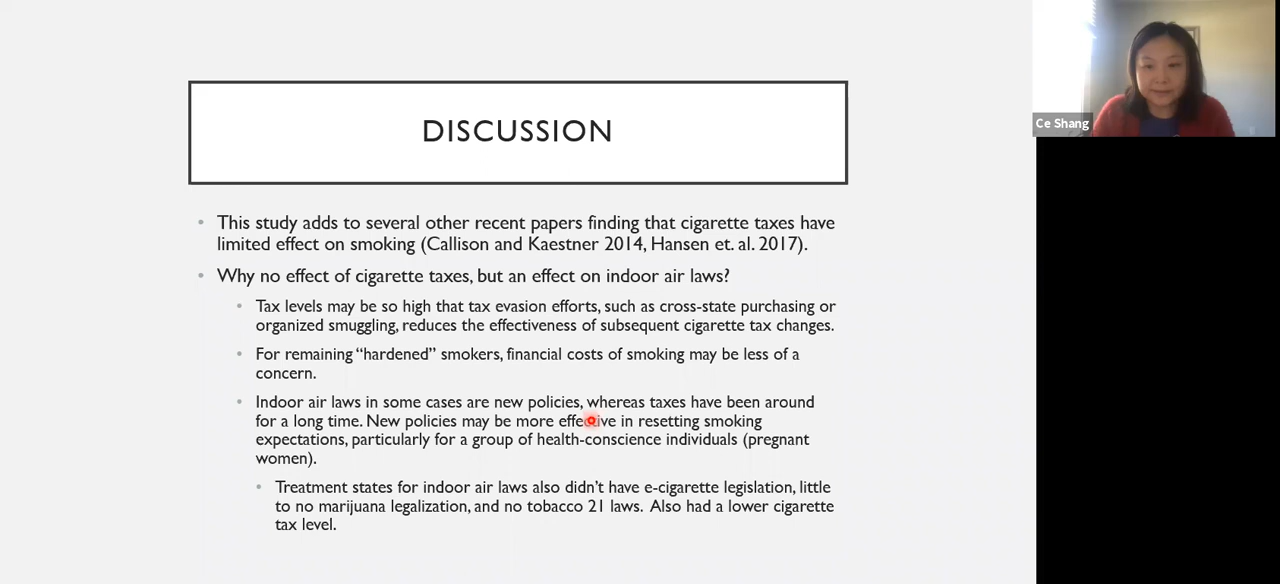 DISCUSSION
Ce Shang
• This study adds to several other recent papers finding that cigarette taxes have
limited effect on smoking (Callison and Kaestner 2014, Hansen et. al. 2017).
• Why no effect of cigarette taxes, but an effect on indoor air laws?
• Tax levels may be so high that tax evasion efforts, such as cross-state purchasing or
organized smuggling, reduces the effectiveness of subsequent cigarette tax changes.
• For remaining “hardened” smokers, financial costs of smoking may be less of a
concern.
• Indoor air laws in some cases are new policies, whereas taxes have been around
for a long time. New policies may be more effective in resetting smoking
expectations, particularly for a group of health-conscience individuals (pregnant
women).
• Treatment states for indoor air laws also didn’t have e-cigarette legislation, little
to no marijuana legalization, and no tobacco 21 laws. Also had a lower cigarette
tax level.